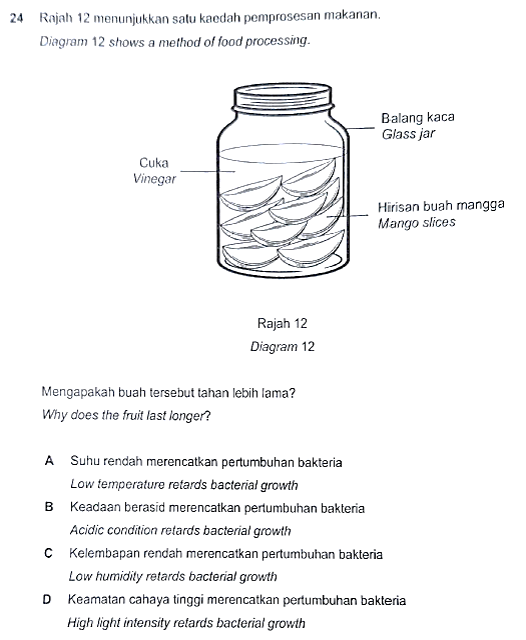 24 Rajah 12 menunjukkan satu kaedah pemprosesan makanan.
Diagram 12 shows a method of food processing.
Balang kaca
Glass jar
Cuka
Vinegar
Hirisan buah mangga
Mango slices
Rajah 12
Diagram 12
Mengapakah buah tersebut tahan lebih lama?
Why does the fruit last longer?
A Suhu rendah merencatkan pertumbuhan bakteria
Low temperature retards bacterial growth
B Keadaan berasid merencatkan pertumbuhan bakteria
Acidic condition retards bacterial growth
C Kelembapan rendah merencatkan pertumbuhan bakteria
Low humidity retards bacterial growth
D Keamatan cahaya tinggi merencatkan pertumbuhan bakteria
High light intensity retards bacterial growth